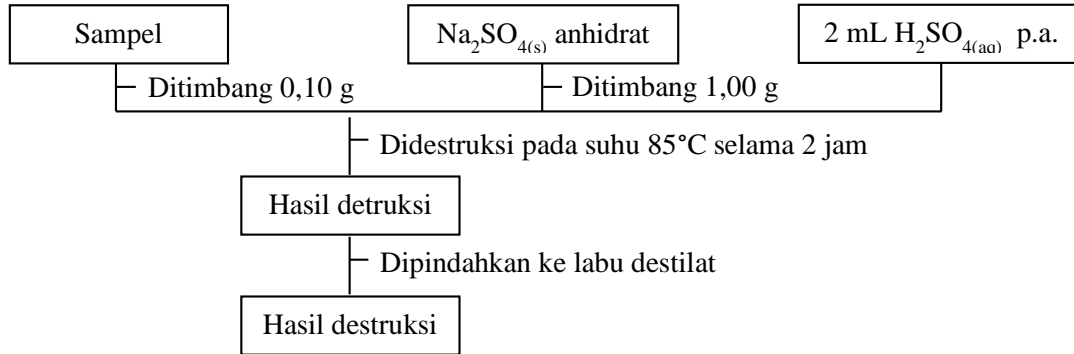 Sampel
Na₂SO₄₍ₛ₎ anhidrat
2 mL H₂SO₄₍aq₎ p.a.
Ditimbang 0,10 g
Ditimbang 1,00 g
Didestruksi pada suhu 85°C selama 2 jam
Hasil detruksi
Dipindahkan ke labu destilat
Hasil destruksi